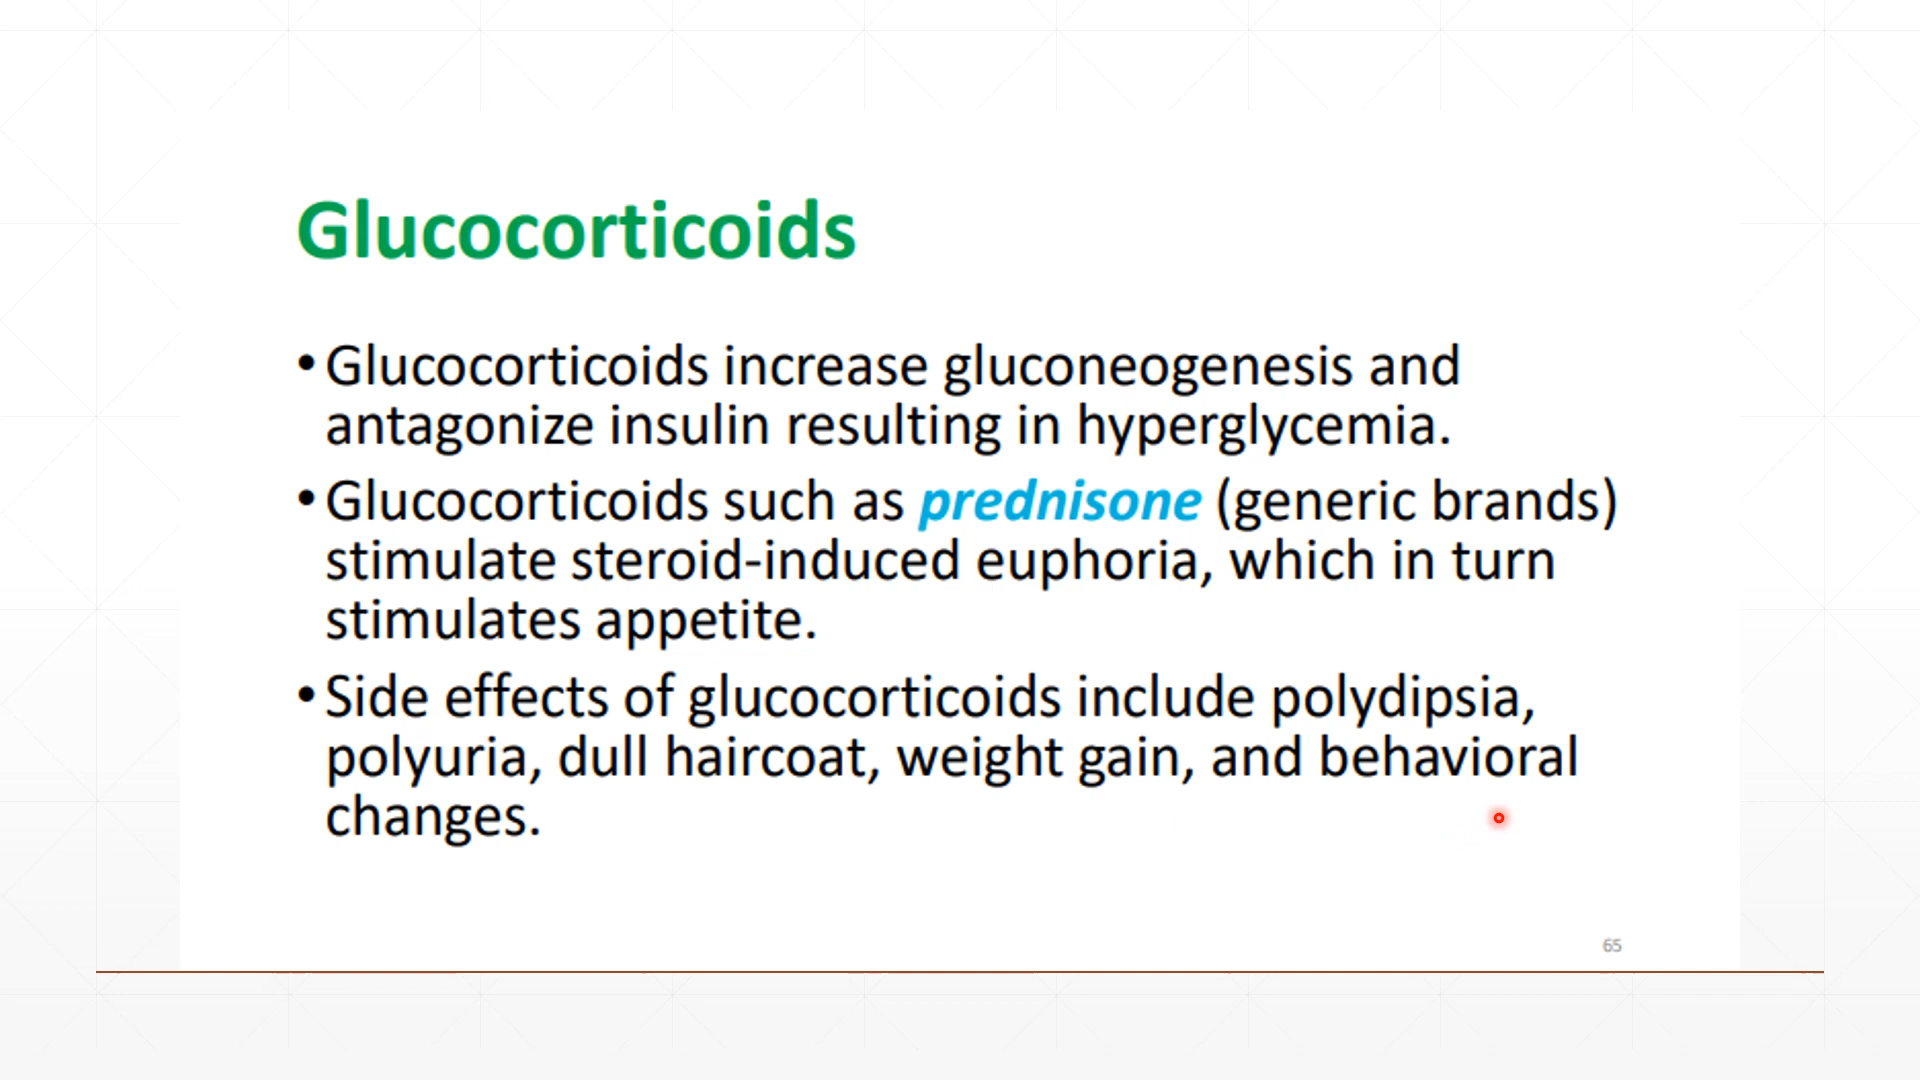 Glucocorticoids
• Glucocorticoids increase gluconeogenesis and
antagonize insulin resulting in hyperglycemia.
• Glucocorticoids such as prednisone (generic brands)
stimulate steroid-induced euphoria, which in turn
stimulates appetite.
• Side effects of glucocorticoids include polydipsia,
polyuria, dull haircoat, weight gain, and behavioral
changes.
65